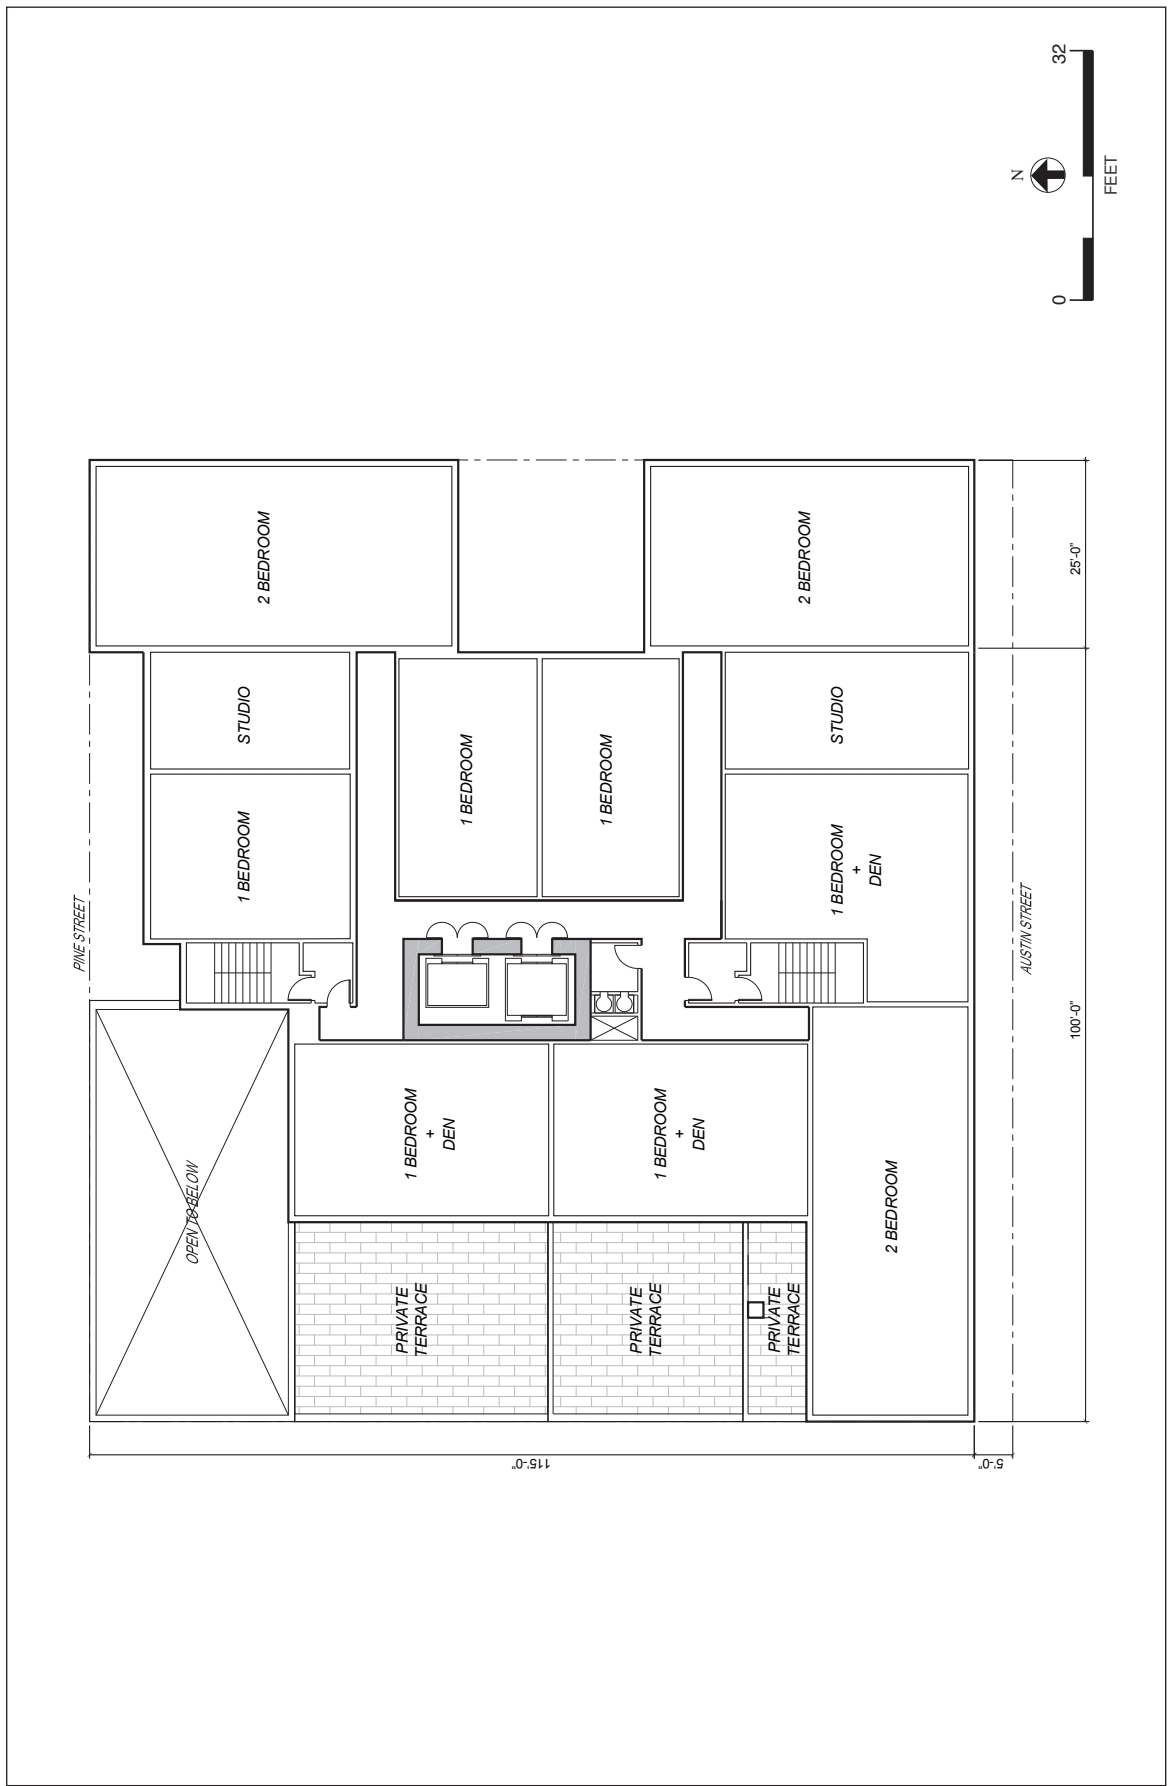 32
N
FEET
0
2 BEDROOM
2 BEDROOM
25'-0"
STUDIO
STUDIO
1 BEDROOM
1 BEDROOM
1 BEDROOM
1 BEDROOM
+
DEN
PINE STREET
AUSTIN STREET
100'-0"
1 BEDROOM
+
DEN
1 BEDROOM
+
DEN
OPEN TO BELOW
2 BEDROOM
PRIVATE
TERRACE
PRIVATE
TERRACE
PRIVATE
TERRACE
115'-0"
5'-0"